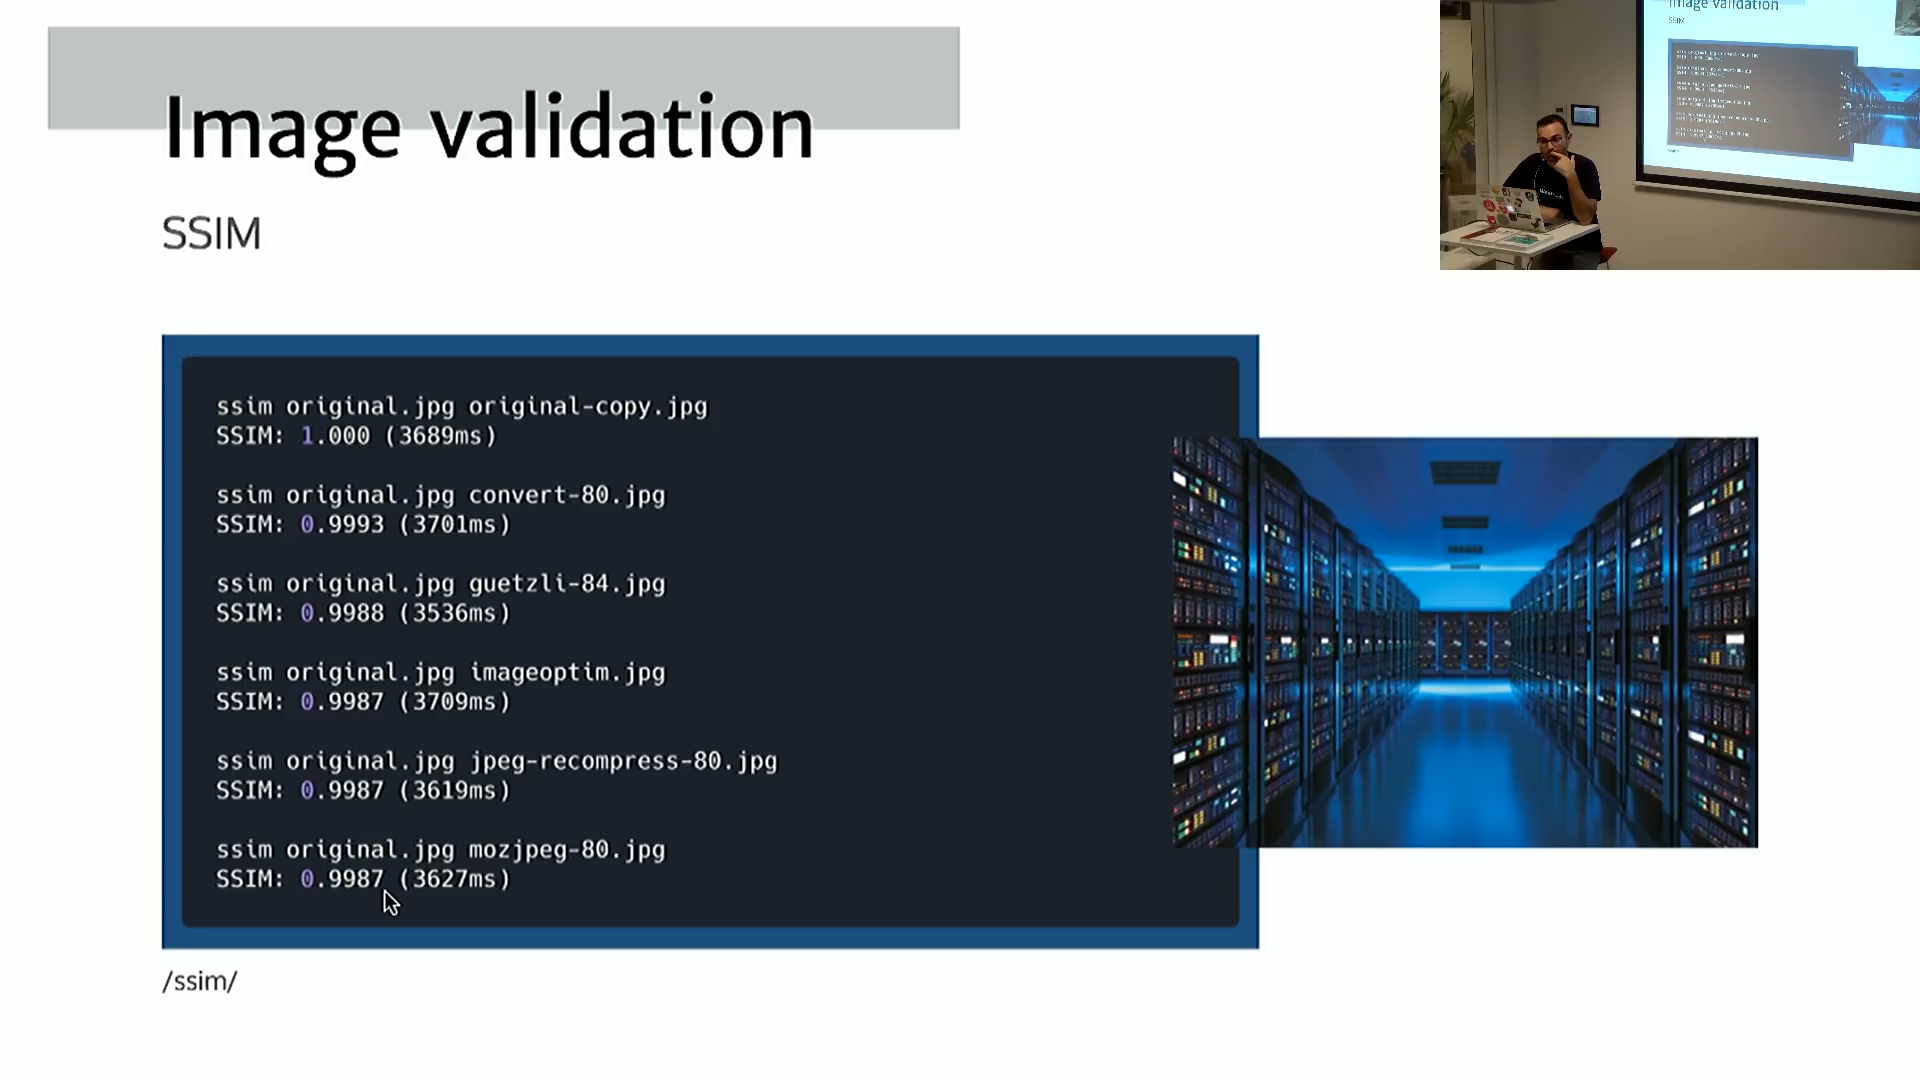 Image validation
SSIM
ssim original.jpg original-copy.jpg
SSIM: 1.000 (3689ms)
ssim original.jpg convert-80.jpg
SSIM: 0.9993 (3701ms)
ssim original.jpg guetzli-84.jpg
SSIM: 0.9988 (3536ms)
ssim original.jpg imageoptim.jpg
SSIM: 0.9987 (3709ms)
ssim original.jpg jpeg-recompress-80.jpg
SSIM: 0.9987 (3619ms)
ssim original.jpg mozjpeg-80.jpg
SSIM: 0.9987 (3627ms)
/ssim/
Image validation
SSIM